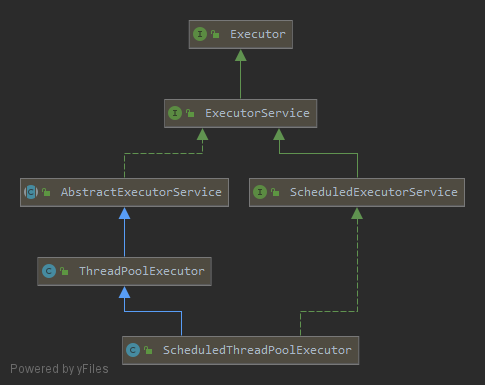 I Executor
I ExecutorService
C AbstractExecutorService
I ScheduledExecutorService
C ThreadPoolExecutor
C ScheduledThreadPoolExecutor
Powered by yFiles